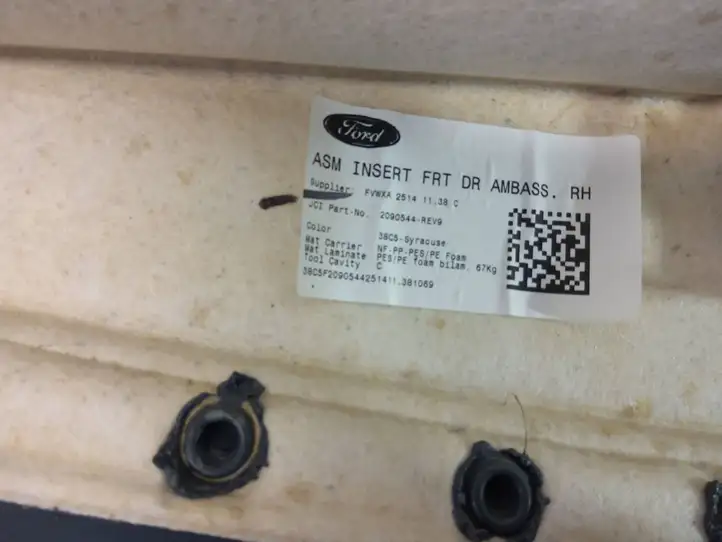 Ford
ASM INSERT FRT DR AMBASS. RH
Supplier: FVWXA 2514 11.38 C
JCI Part-No. 2090544-REV9
Color 38C5-Syracuse
Mat Carrier NF-PP-PES/PE Foam
Mat Laminate PES/PE foam bilam. 67Kg
Tool Cavity C
38C5F2090544251411.381069